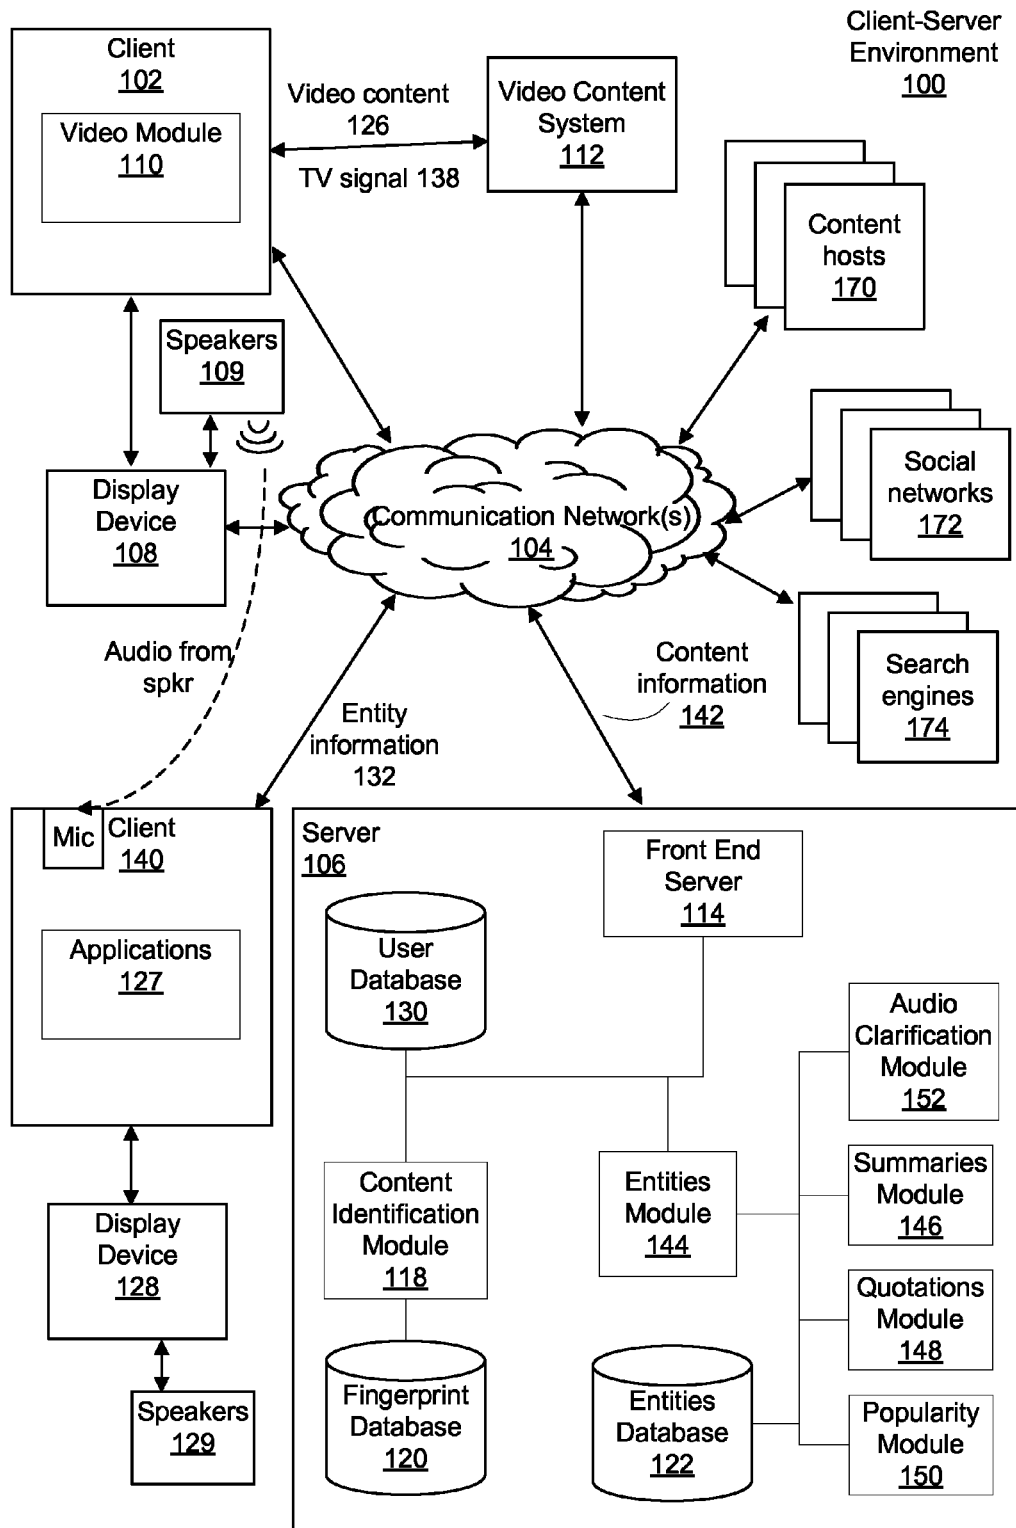 Client-Server
Environment
100
Client
102
Video Module
110
Video content
126
TV signal 138
Video Content
System
112
Content
hosts
170
Speakers
109
Display
Device
108
Communication Network(s)
104
Social
networks
172
Search
engines
174
Audio from
spkr
Entity
information
132
Content
information
142
Mic
Client
140
Applications
127
Display
Device
128
Speakers
129
Server
106
Front End
Server
114
User
Database
130
Content
Identification
Module
118
Fingerprint
Database
120
Entities
Module
144
Entities
Database
122
Audio
Clarification
Module
152
Summaries
Module
146
Quotations
Module
148
Popularity
Module
150